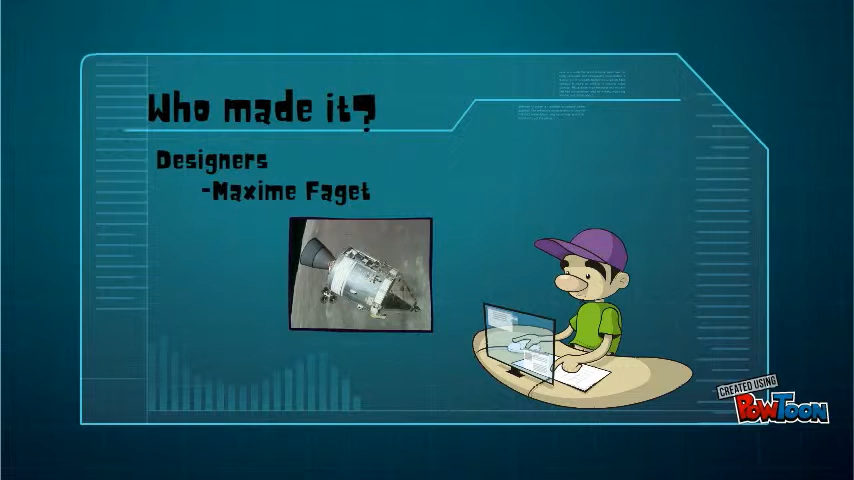 Who made it?
Designers
-Maxime Faget
CREATED USING
POWTOON